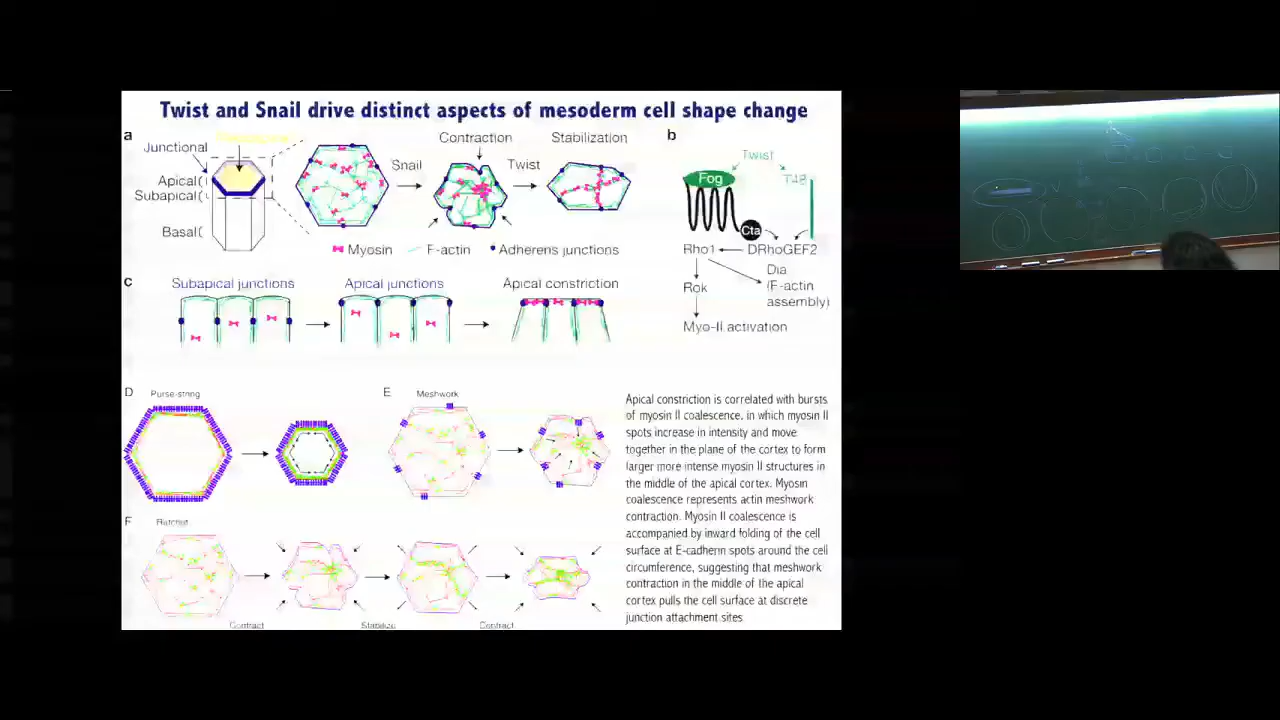 Twist and Snail drive distinct aspects of mesoderm cell shape change
a
Junctional
Apical
Subapical
Basal
Snail
Contraction
Twist
Stabilization
Myosin
F-actin
Adherens junctions
b
Twist
Fog
T48
Cta
Rho1
DRhoGEF2
Rok
Dia
(F-actin
assembly)
Myo-II activation
c
Subapical junctions
Apical junctions
Apical constriction
D
Purse-string
E
Meshwork
F
Ratchet
Contract
Stabilize
Contract
Apical constriction is correlated with bursts
of myosin II coalescence, in which myosin II
spots increase in intensity and move
together in the plane of the cortex to form
larger more intense myosin II structures in
the middle of the apical cortex. Myosin
coalescence represents actin meshwork
contraction. Myosin II coalescence is
accompanied by inward folding of the cell
surface at E-cadherin spots around the cell
circumference, suggesting that meshwork
contraction in the middle of the apical
cortex pulls the cell surface at discrete
junction attachment sites